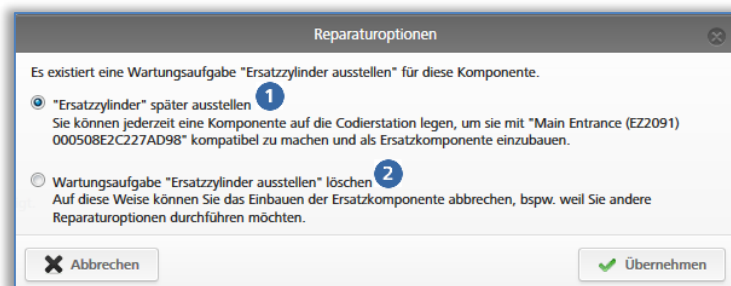 Reparaturoptionen
Es existiert eine Wartungsaufgabe "Ersatzzylinder ausstellen" für diese Komponente.
"Ersatzzylinder" später ausstellen 1
Sie können jederzeit eine Komponente auf die Codierstation legen, um sie mit "Main Entrance (EZ2091)
000508E2C227AD98" kompatibel zu machen und als Ersatzkomponente einzubauen.
Wartungsaufgabe "Ersatzzylinder ausstellen" löschen 2
Auf diese Weise können Sie das Einbauen der Ersatzkomponente abbrechen, bspw. weil Sie andere
Reparaturoptionen durchführen möchten.
Abbrechen
Übernehmen